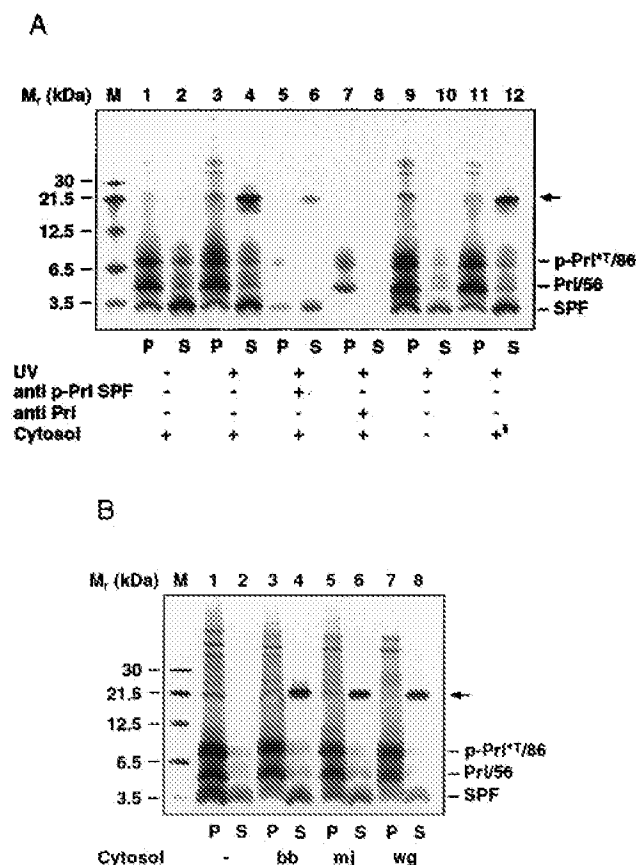 A
Mr (kDa) M 1 2 3 4 5 6 7 8 9 10 11 12
30
21.5
12.5
6.5
3.5
p-Prl*T/86
Prl/56
SPF
P S P S P S P S P S P S
UV - + + + + +
anti p-Prl SPF - - + - - -
anti Prl - - - + - -
Cytosol + + + + - +§
B
Mr (kDa) M 1 2 3 4 5 6 7 8
30
21.5
12.5
6.5
3.5
p-Prl*T/86
Prl/56
SPF
P S P S P S P S
Cytosol - bb mj wg